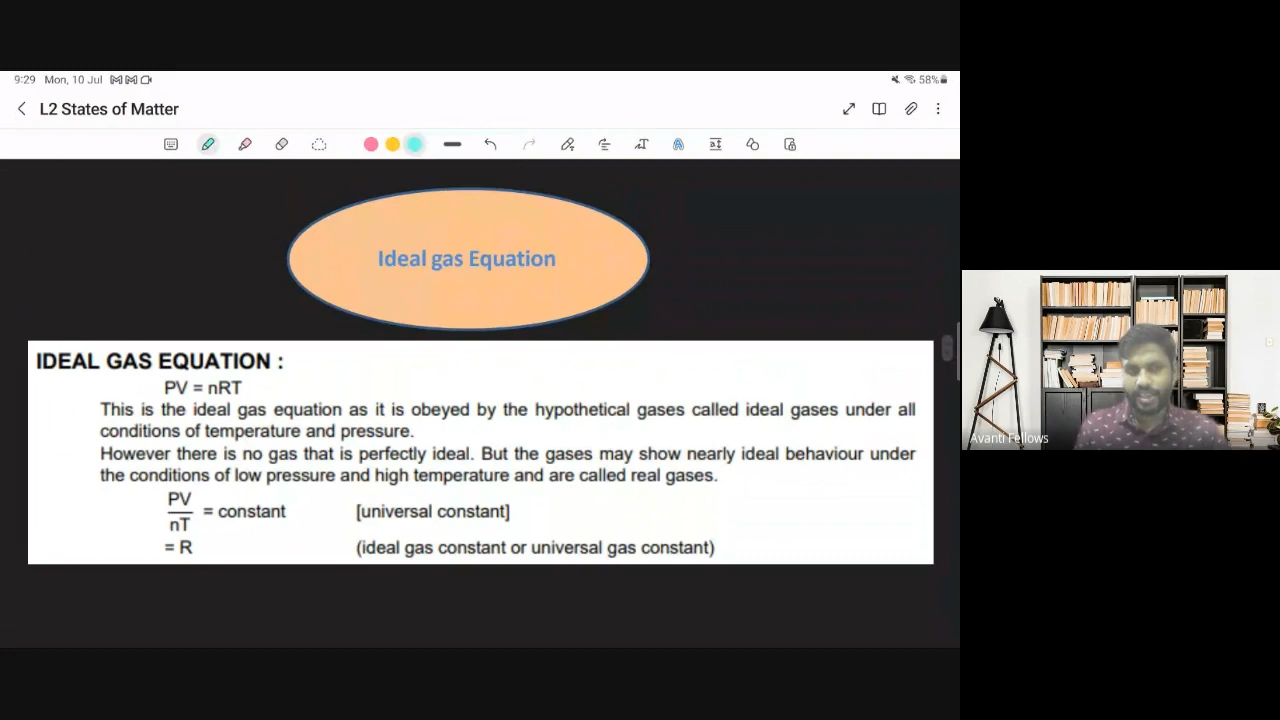 9:29 Mon, 10 Jul
58%
L2 States of Matter
Ideal gas Equation
IDEAL GAS EQUATION :
PV = nRT
This is the ideal gas equation as it is obeyed by the hypothetical gases called ideal gases under all
conditions of temperature and pressure.
However there is no gas that is perfectly ideal. But the gases may show nearly ideal behaviour under
the conditions of low pressure and high temperature and are called real gases.
PV
nT
= constant [universal constant]
= R (ideal gas constant or universal gas constant)
Avanti Fellows